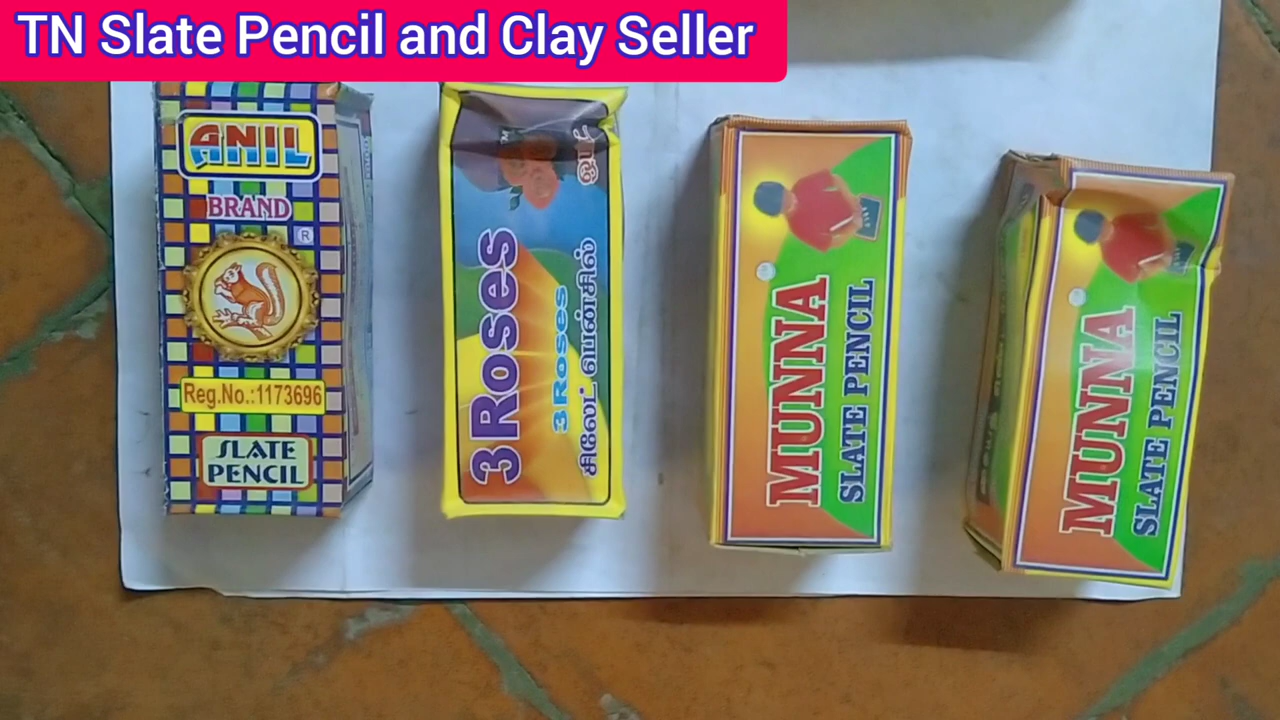 TN Slate Pencil and Clay Seller
ANIL
BRAND
R
Reg.No.:1173696
SLATE
PENCIL
3 Roses
3 Roses
சிலேட் பென்சில்
MUNNA
SLATE PENCIL
MUNNA
SLATE PENCIL